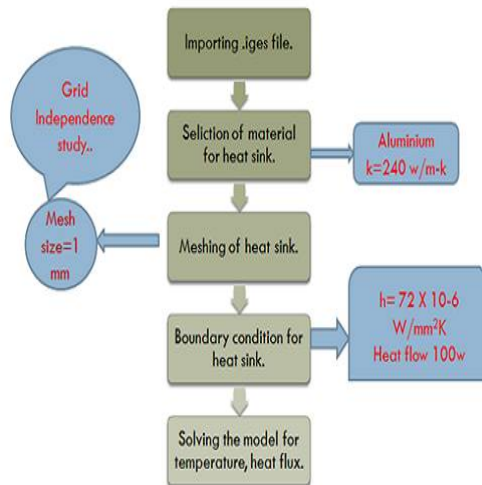 Importing .iges file.
Grid
Independence
study..
Seliction of material
for heat sink.
Aluminium
k=240 w/m-k
Mesh
size=1
mm
Meshing of heat sink.
Boundary condition for
heat sink.
h= 72 X 10-6
W/mm²K
Heat flow 100w
Solving the model for
temperature, heat flux.